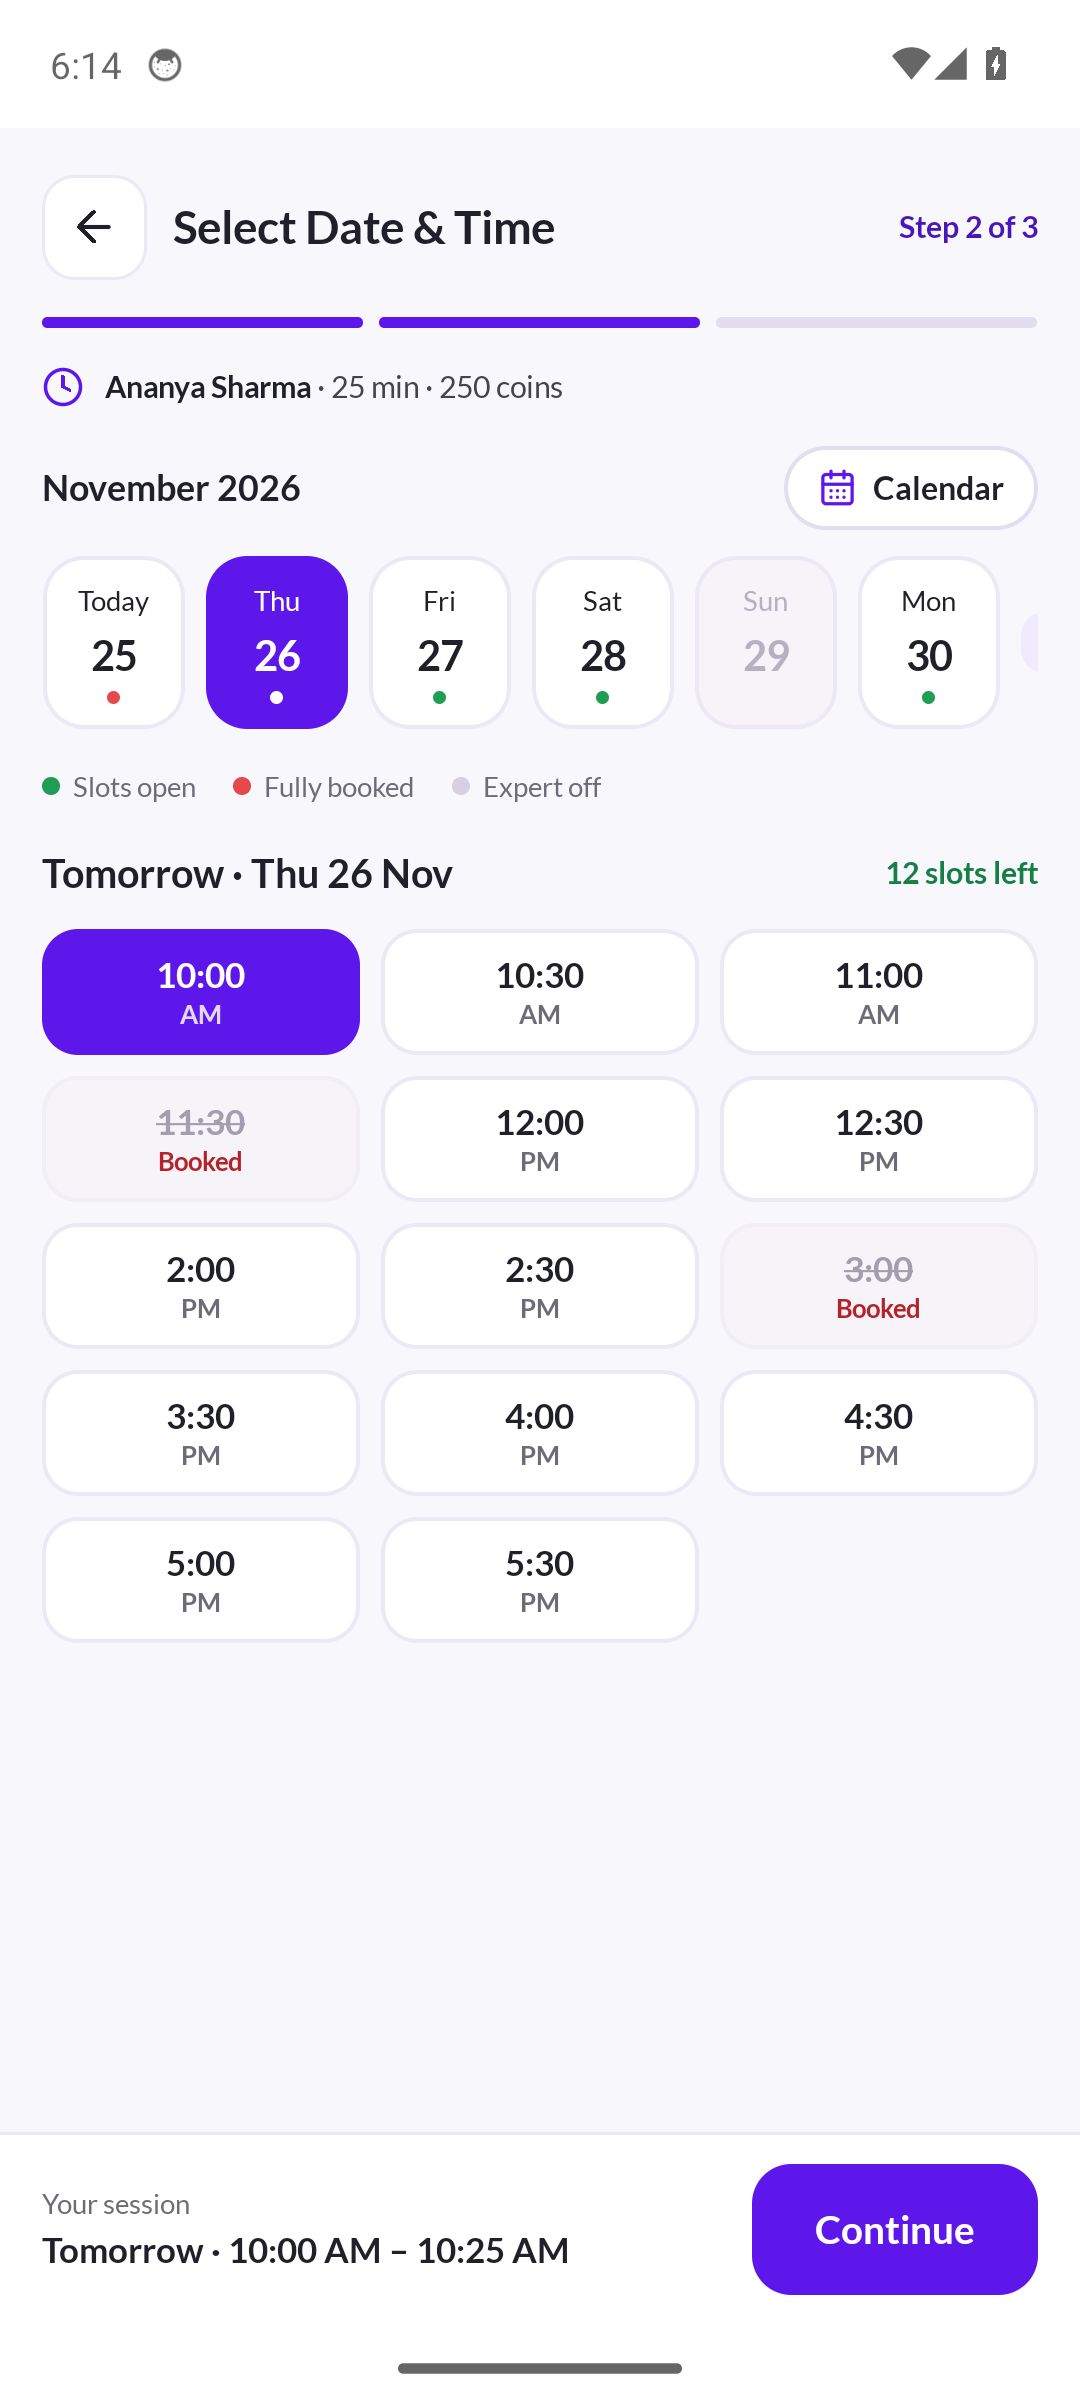 6:14
Select Date & Time
Step 2 of 3
Ananya Sharma · 25 min · 250 coins
November 2026
Calendar
Today Thu Fri Sat Sun Mon
25 26 27 28 29 30
Slots open Fully booked Expert off
Tomorrow · Thu 26 Nov
12 slots left
10:00 10:30 11:00
AM AM AM
11:30 12:00 12:30
Booked PM PM
2:00 2:30 3:00
PM PM Booked
3:30 4:00 4:30
PM PM PM
5:00 5:30
PM PM
Your session
Tomorrow · 10:00 AM – 10:25 AM
Continue